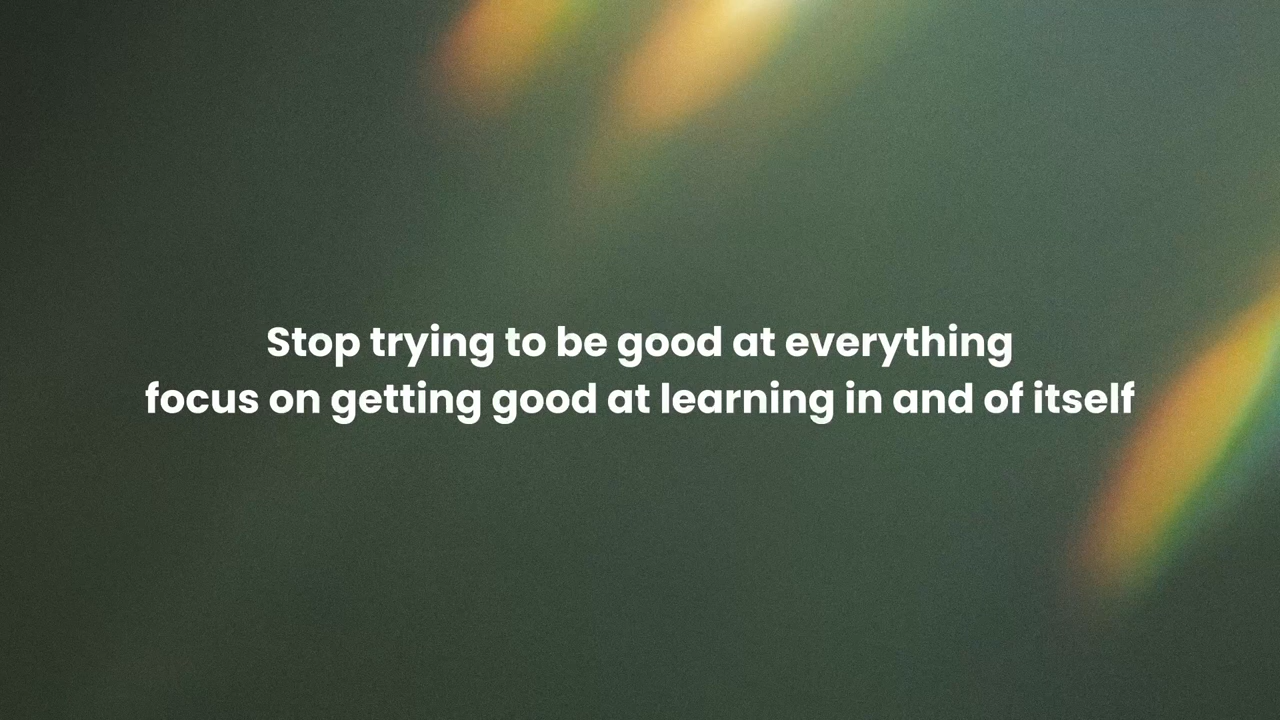 Stop trying to be good at everything
focus on getting good at learning in and of itself